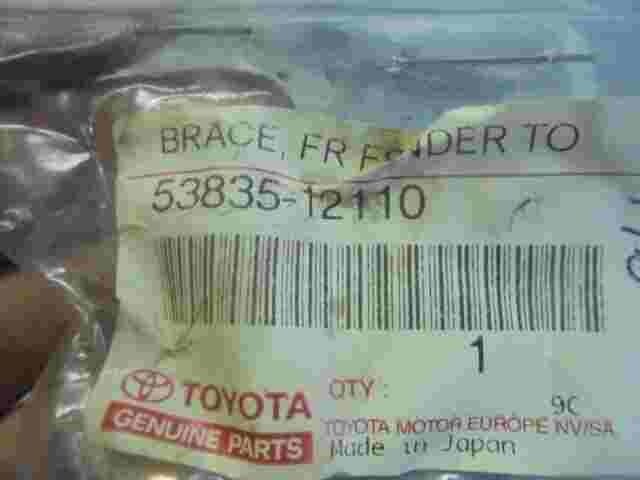 BRACE, FR FENDER TO
53835-12110
1
TOYOTA
GENUINE PARTS
QTY :
9C
TOYOTA MOTOR EUROPE NV/SA
Made in Japan